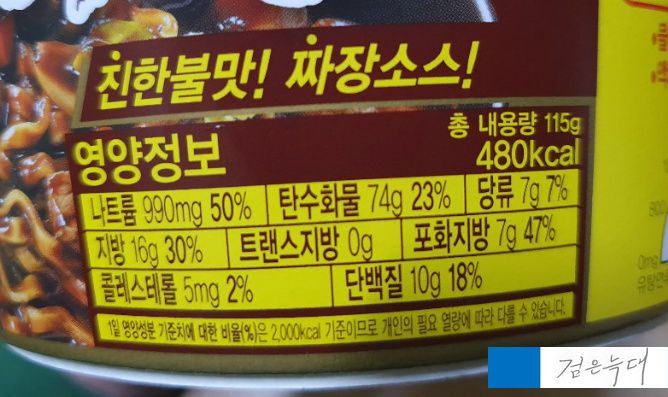 진한불맛! 짜장소스!
총 내용량 115g
영양정보 480kcal
나트륨 990mg 50% 탄수화물 74g 23% 당류 7g 7%
지방 16g 30% 트랜스지방 0g 포화지방 7g 47%
콜레스테롤 5mg 2% 단백질 10g 18%
1일 영양성분 기준치에 대한 비율(%)은 2,000kcal 기준이므로 개인의 필요 열량에 따라 다를 수 있습니다.
검은늑대